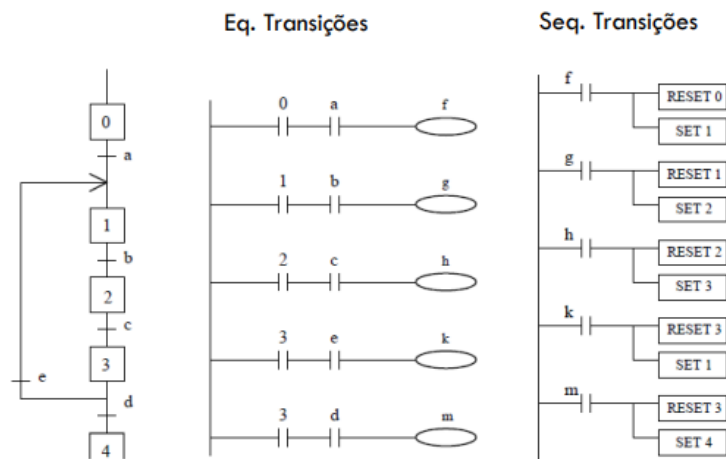 Eq. Transições
Seq. Transições
0
a
1
b
2
c
3
e
d
4
0 a f
1 b g
2 c h
3 e k
3 d m
f
RESET 0
SET 1
g
RESET 1
SET 2
h
RESET 2
SET 3
k
RESET 3
SET 1
m
RESET 3
SET 4